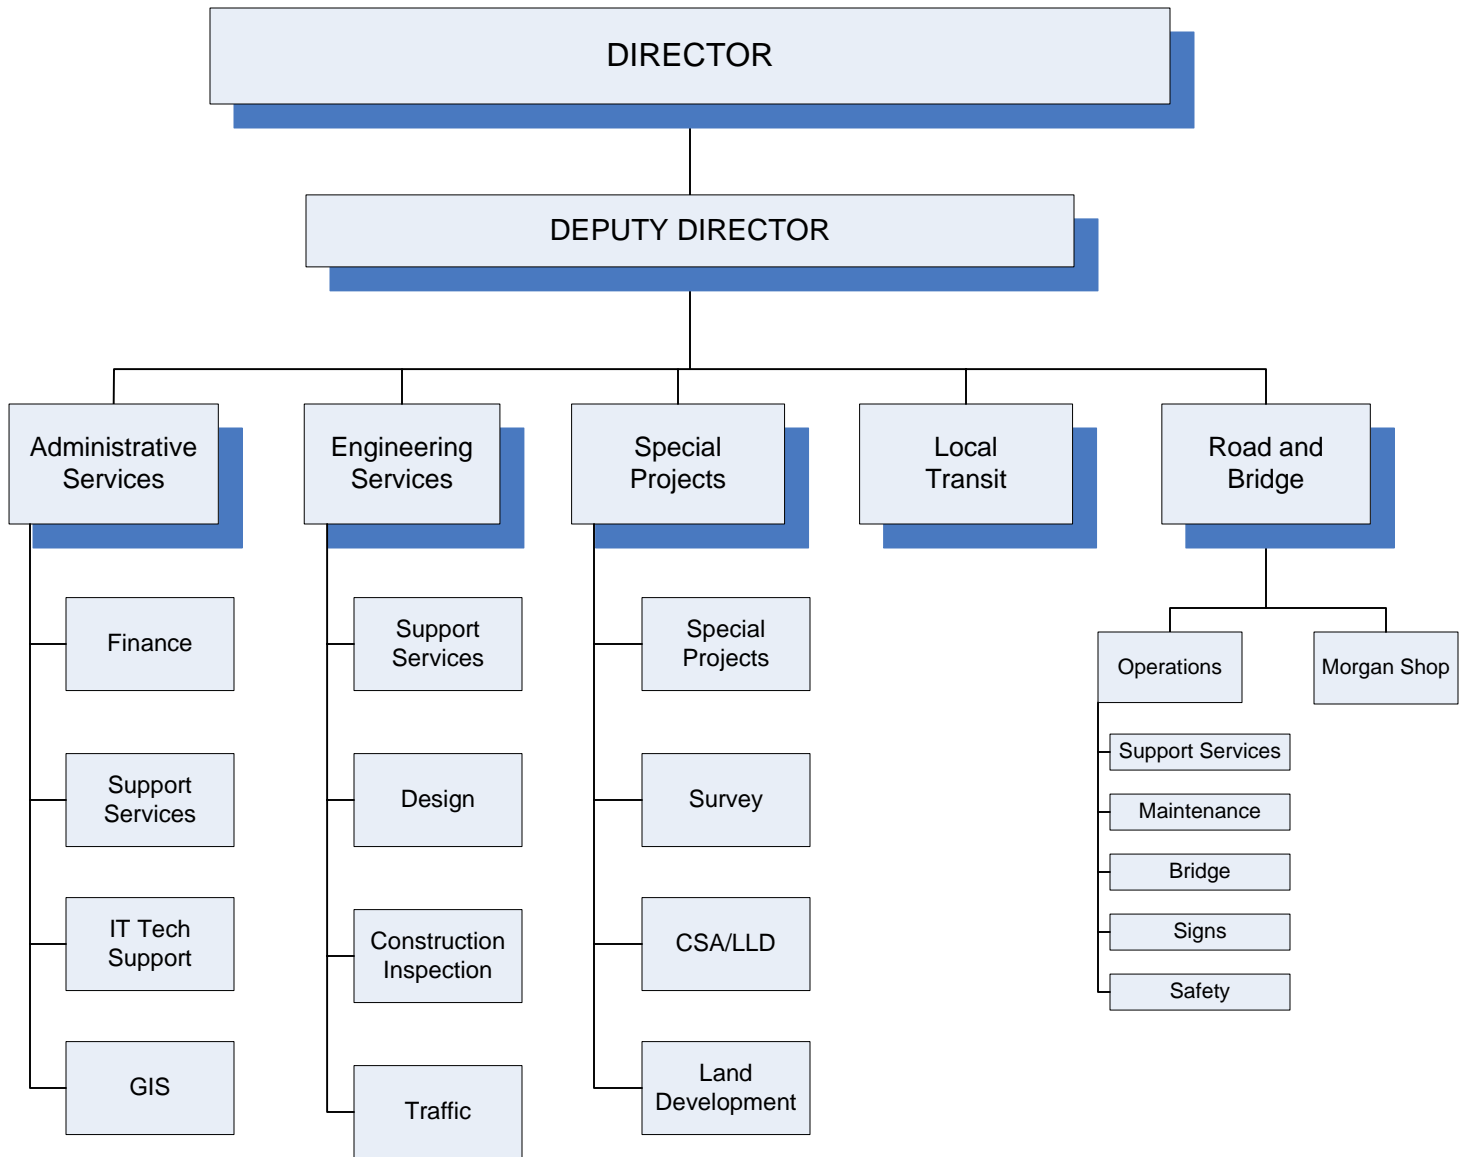 DIRECTOR
DEPUTY DIRECTOR
Administrative
Services
Engineering
Services
Special
Projects
Local
Transit
Road and
Bridge
Finance
Support
Services
IT Tech
Support
GIS
Support
Services
Design
Construction
Inspection
Traffic
Special
Projects
Survey
CSA/LLD
Land
Development
Operations
Morgan Shop
Support Services
Maintenance
Bridge
Signs
Safety